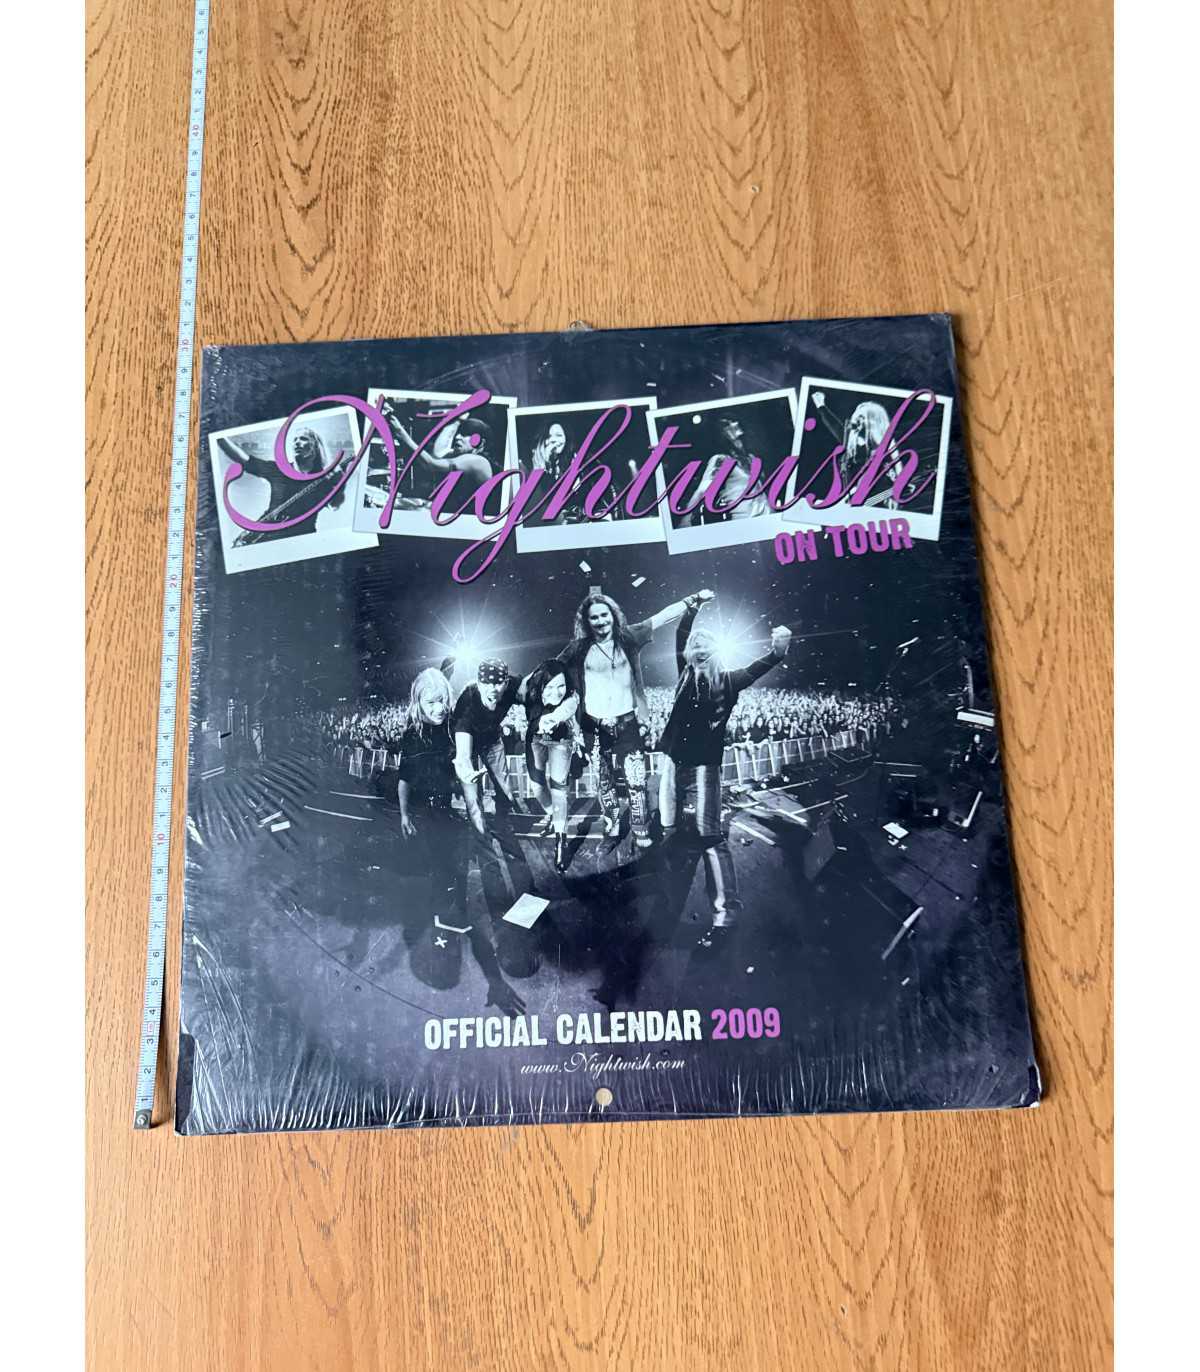 Nightwish
ON TOUR
OFFICIAL CALENDAR 2009
www.Nightwish.com